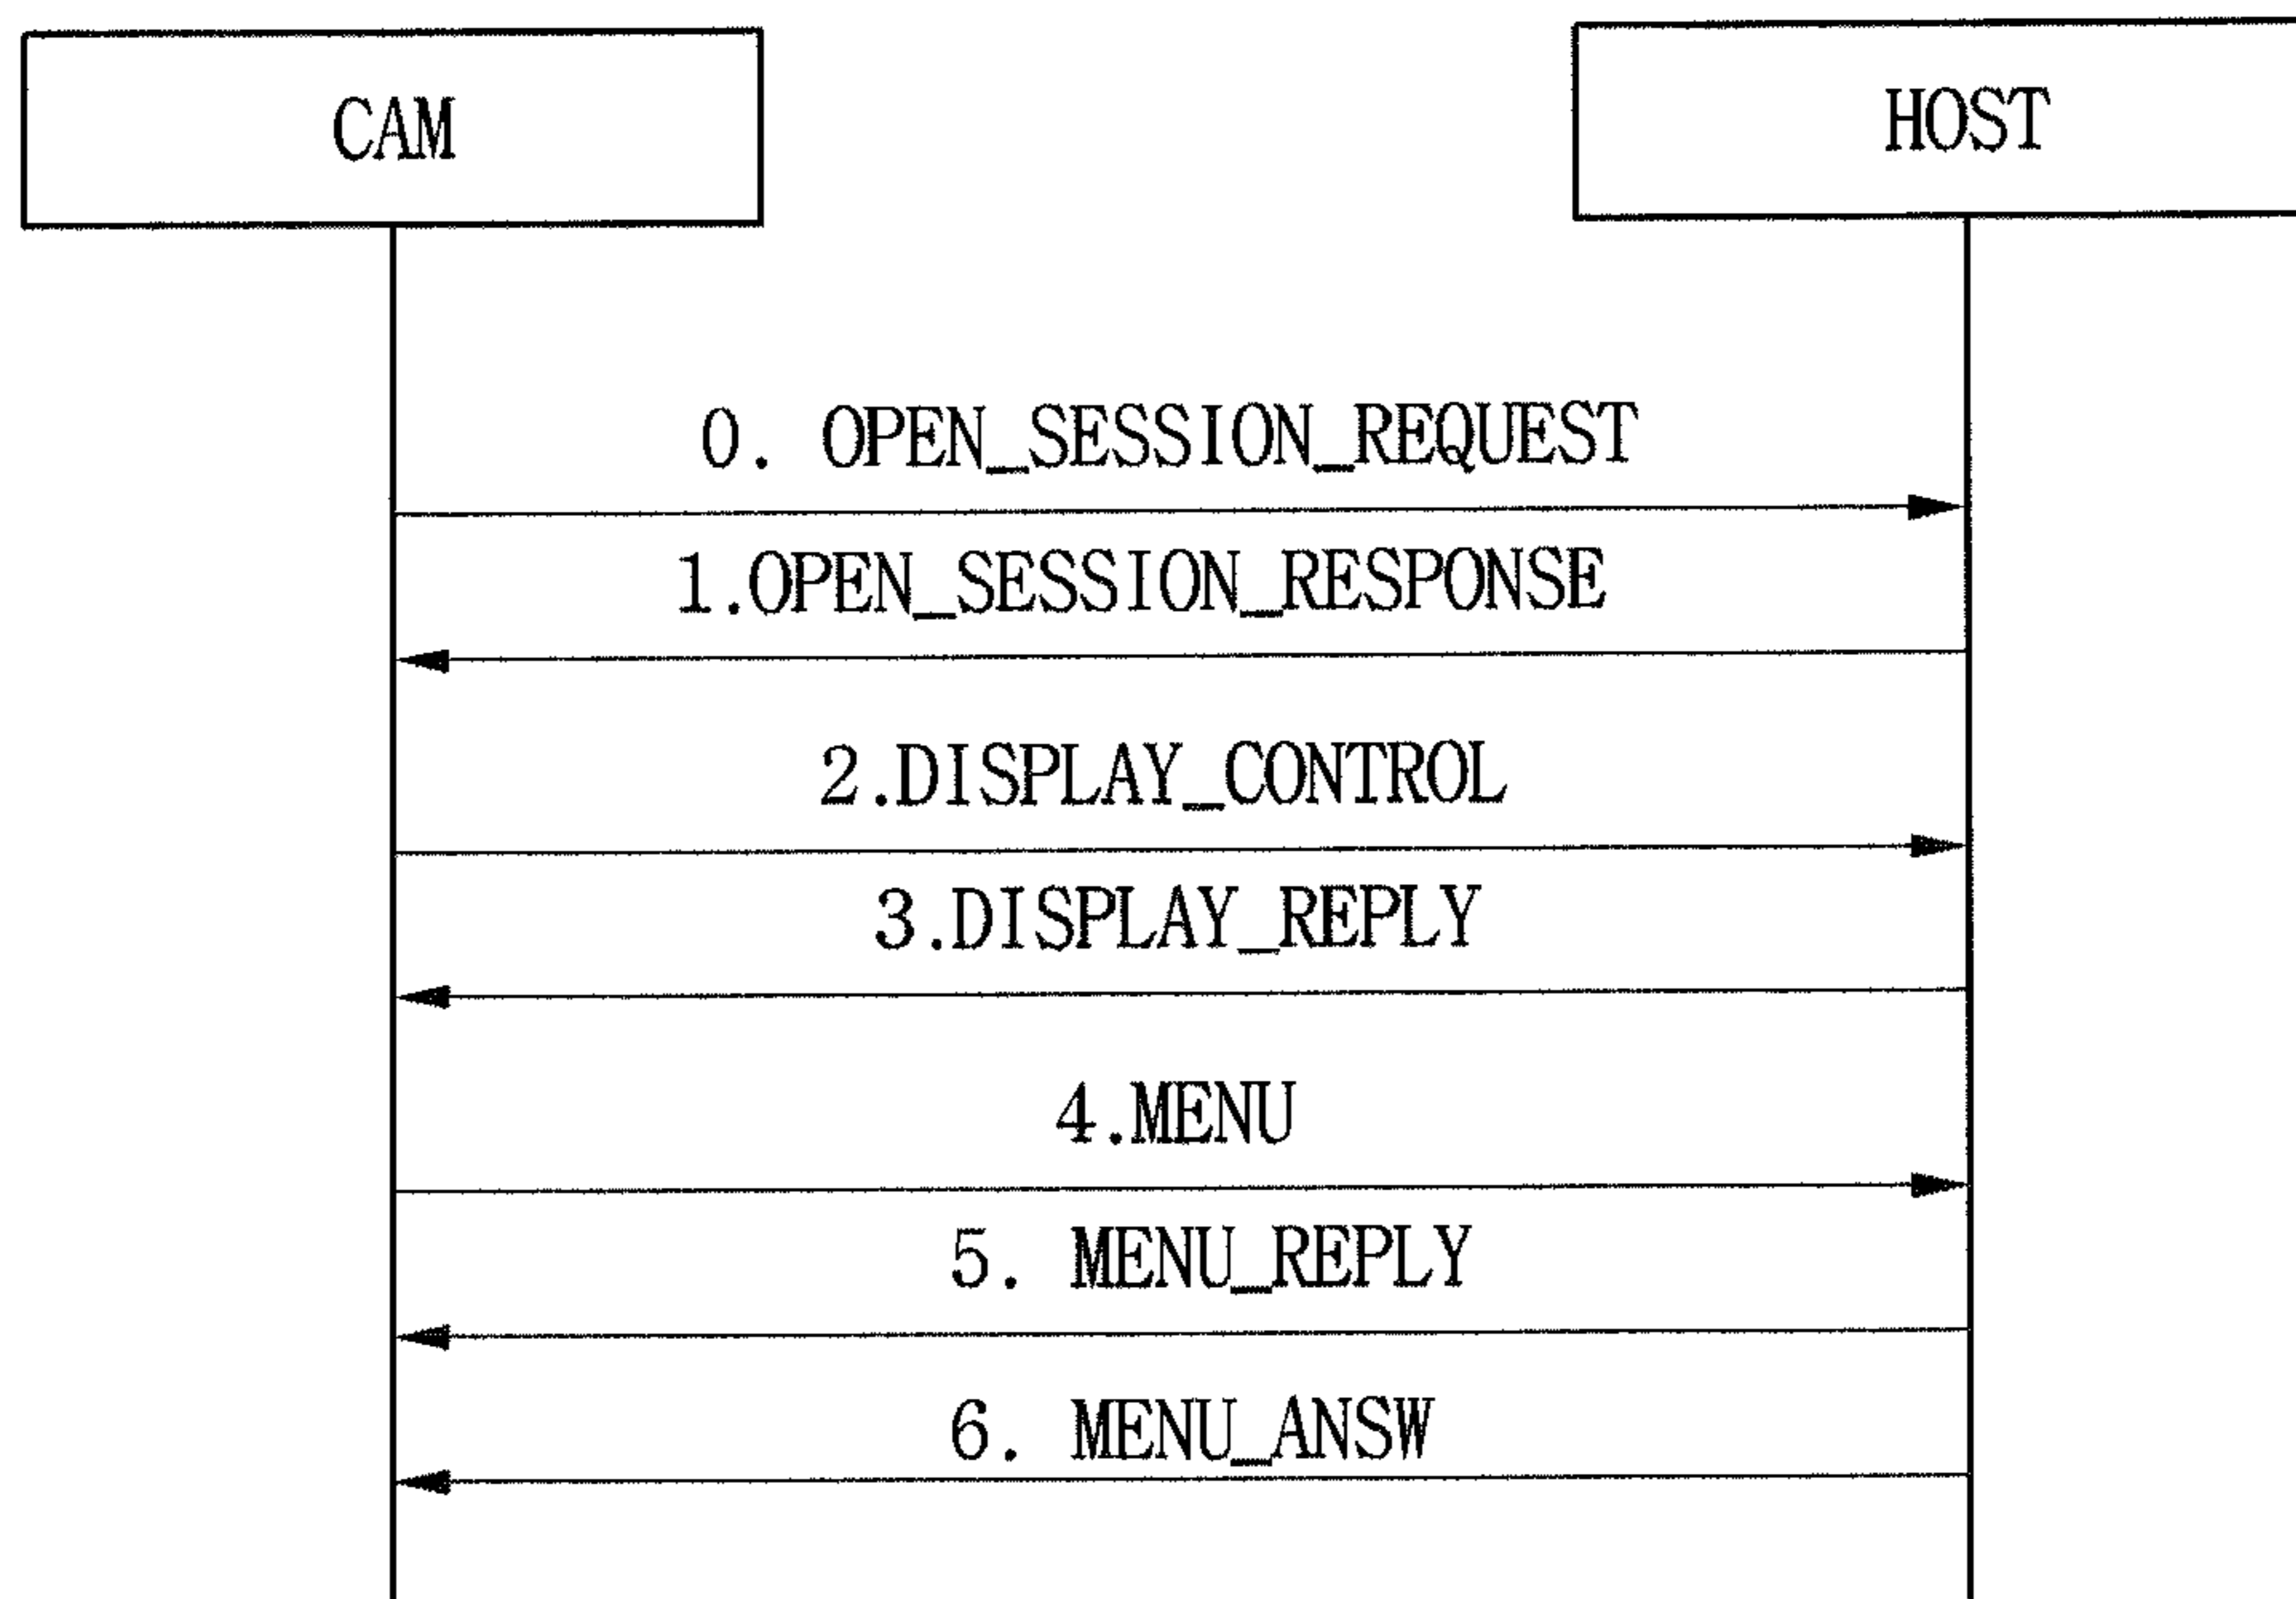 CAM
HOST
0. OPEN_SESSION_REQUEST
1.OPEN_SESSION_RESPONSE
2.DISPLAY_CONTROL
3.DISPLAY_REPLY
4.MENU
5. MENU_REPLY
6. MENU_ANSW